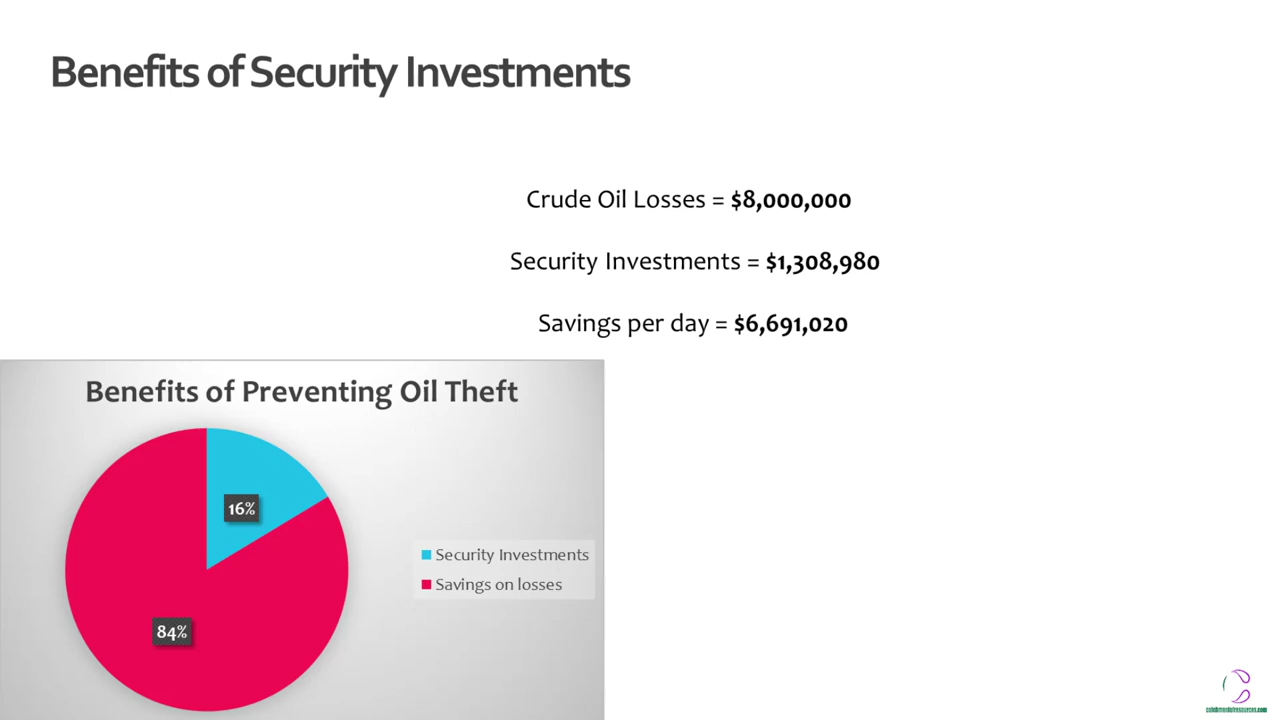 Benefits of Security Investments
Crude Oil Losses = $8,000,000
Security Investments = $1,308,980
Savings per day = $6,691,020
Benefits of Preventing Oil Theft
16%
Security Investments
Savings on losses
84%